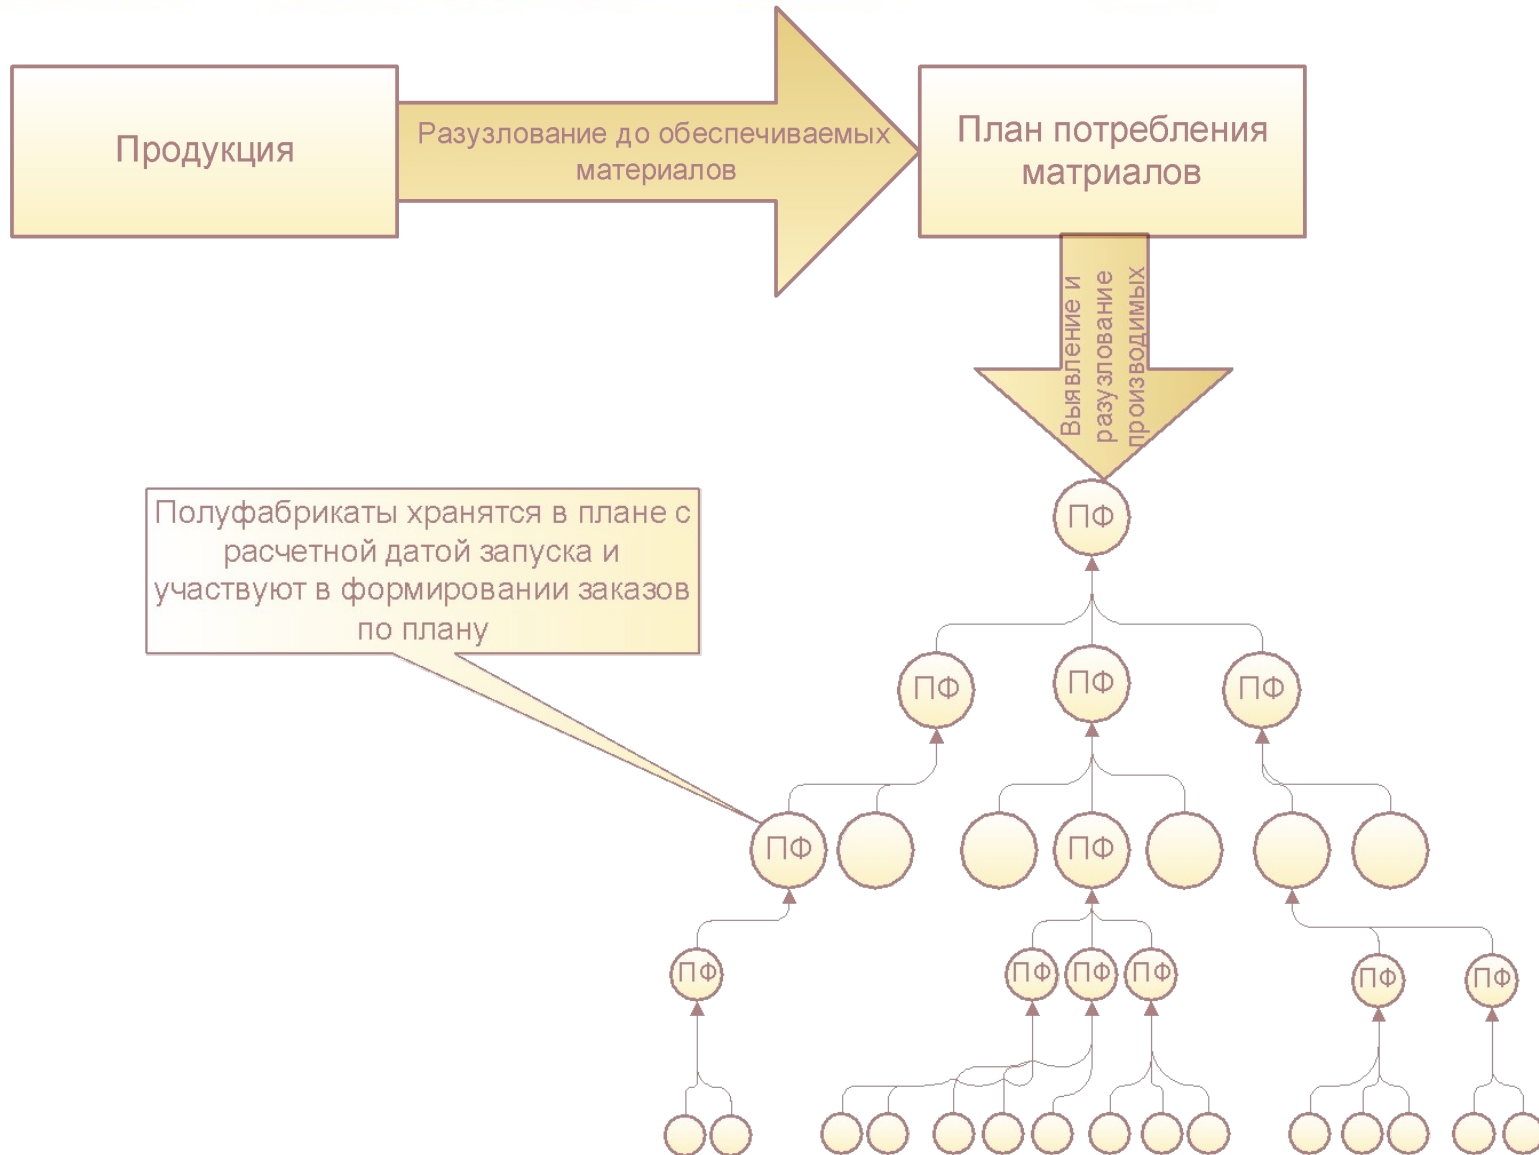 Продукция
Разузлование до обеспечиваемых
материалов
План потребления
матриалов
Выявление и
разузлование
производимых
ПФ
Полуфабрикаты хранятся в плане с
расчетной датой запуска и
участвуют в формировании заказов
по плану
ПФ
ПФ
ПФ
ПФ
ПФ
ПФ
ПФ
ПФ
ПФ
ПФ
ПФ